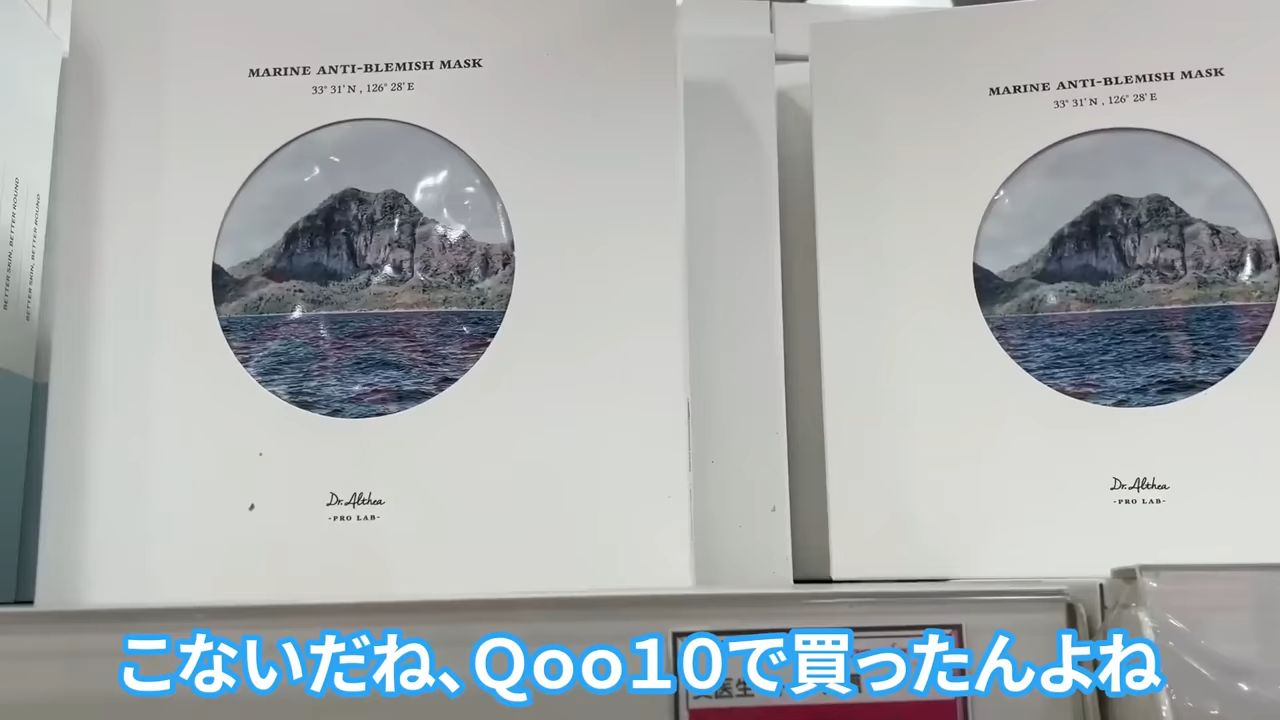 MARINE ANTI-BLEMISH MASK
33° 31' N , 126° 28' E
Dr. Althea
-PRO LAB-
MARINE ANTI-BLEMISH MASK
33° 31' N , 126° 28' E
Dr. Althea
-PRO LAB-
BETTER SKIN, BETTER ROUND
BETTER SKIN, BETTER ROUND
こないだね、Qoo10で買ったんよね